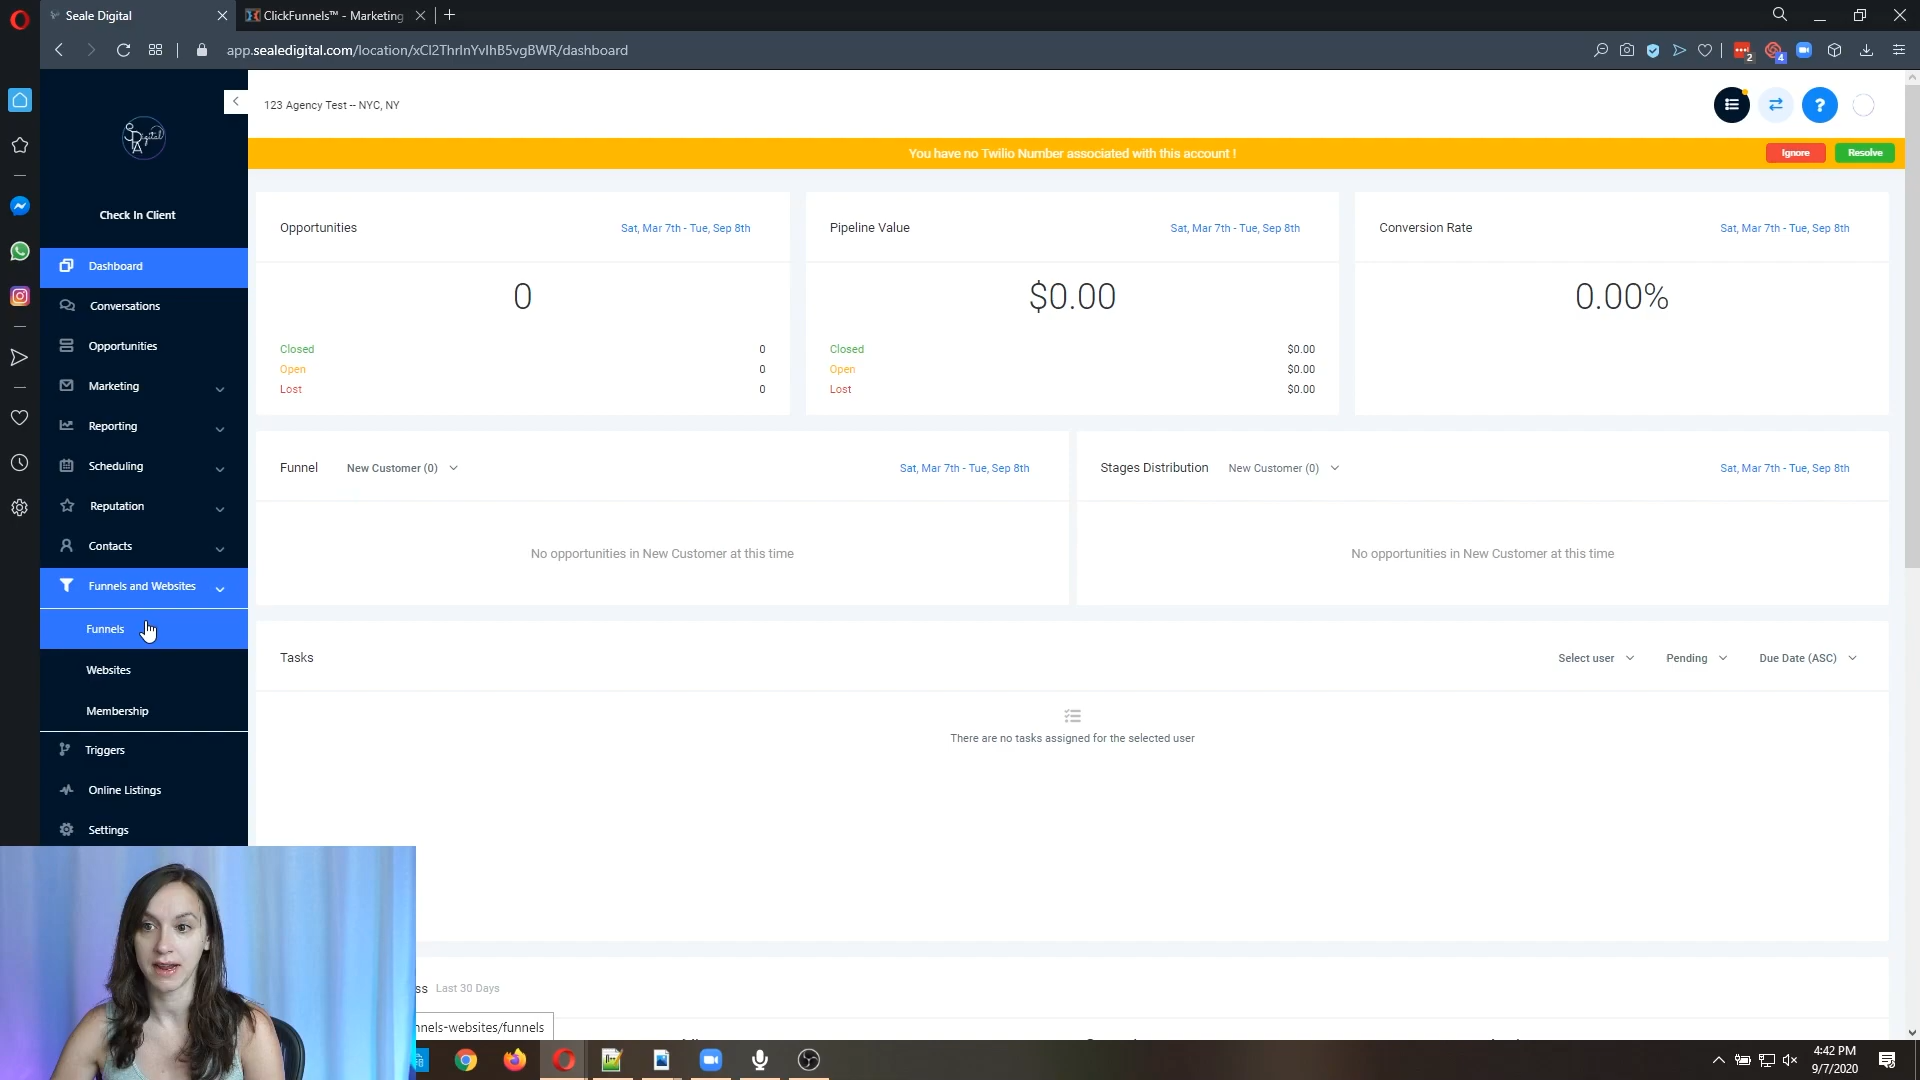 Seale Digital
ClickFunnels™ - Marketing
app.sealedigital.com/location/xCl2ThrInYvIhB5vgBWR/dashboard
2
4
Digital
Check In Client
Dashboard
Conversations
Opportunities
Marketing
Reporting
Scheduling
Reputation
Contacts
Funnels and Websites
Funnels
Websites
Membership
Triggers
Online Listings
Settings
123 Agency Test -- NYC, NY
?
You have no Twilio Number associated with this account !
Ignore
Resolve
Opportunities
Sat, Mar 7th - Tue, Sep 8th
0
Closed 0
Open 0
Lost 0
Pipeline Value
Sat, Mar 7th - Tue, Sep 8th
$0.00
Closed $0.00
Open $0.00
Lost $0.00
Conversion Rate
Sat, Mar 7th - Tue, Sep 8th
0.00%
Funnel New Customer (0)
Sat, Mar 7th - Tue, Sep 8th
No opportunities in New Customer at this time
Stages Distribution New Customer (0)
Sat, Mar 7th - Tue, Sep 8th
No opportunities in New Customer at this time
Tasks
Select user Pending Due Date (ASC)
There are no tasks assigned for the selected user
ss Last 30 Days
nnels-websites/funnels
4:42 PM
9/7/2020